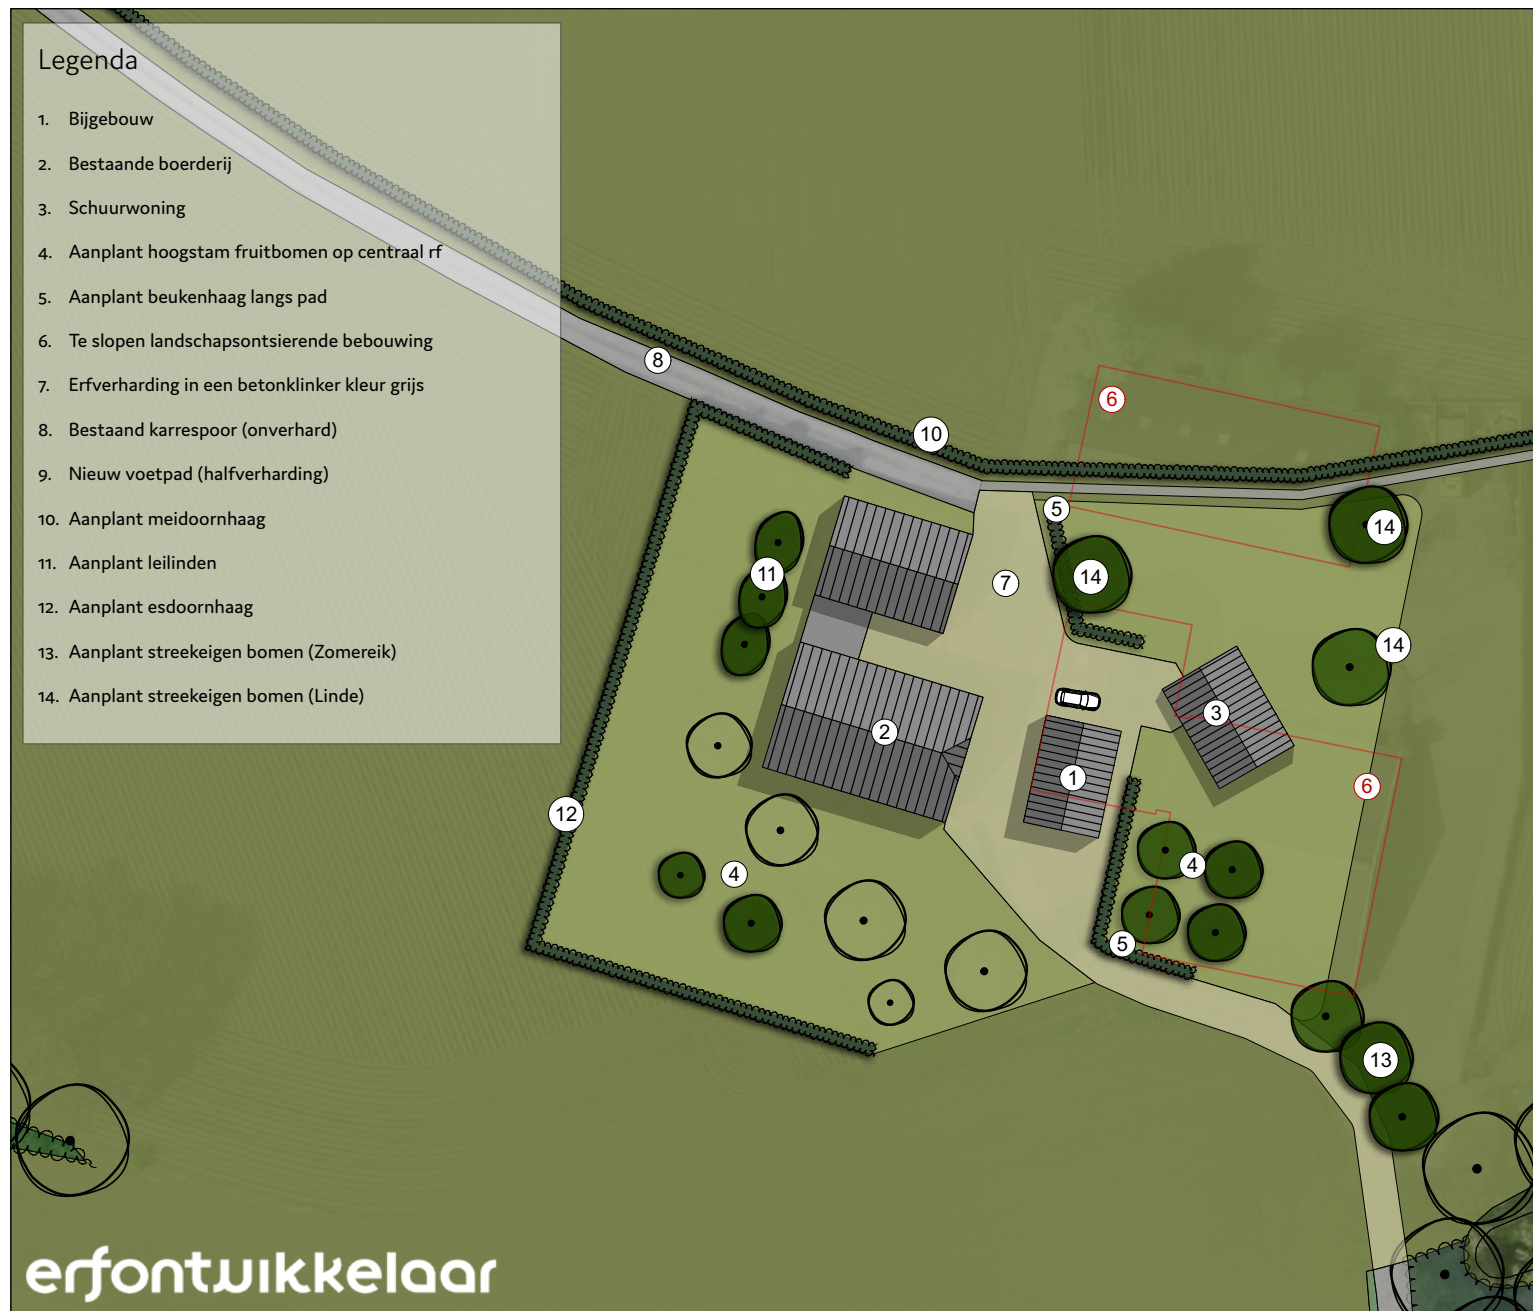 Legenda
1. Bijgebouw
2. Bestaande boerderij
3. Schuurwoning
4. Aanplant hoogstam fruitbomen op centraal rf
5. Aanplant beukenhaag langs pad
6. Te slopen landschapsontsierende bebouwing
7. Erfverharding in een betonklinker kleur grijs
8. Bestaand karrespoor (onverhard)
9. Nieuw voetpad (halfverharding)
10. Aanplant meidoornhaag
11. Aanplant leilinden
12. Aanplant esdoornhaag
13. Aanplant streekeigen bomen (Zomereik)
14. Aanplant streekeigen bomen (Linde)
8
6
10
5
14
11
7
14
14
3
2
1
6
12
4
4
5
13
erfontwikkelaar